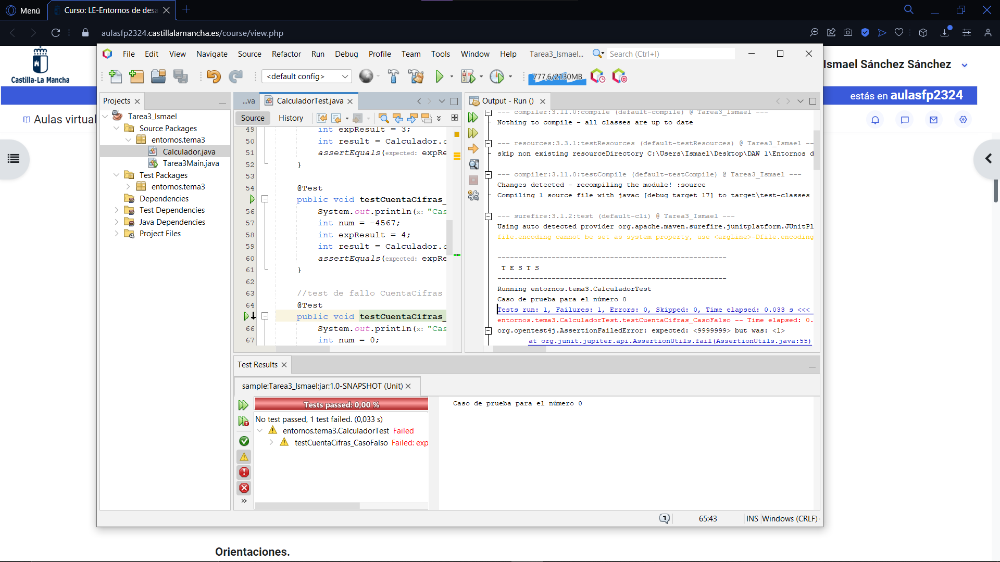 Menú
Curso: LE-Entornos de desa
aulasfp2324.castillalamancha.es/course/view.php
Castilla-La Mancha
Ismael Sánchez Sánchez
estás en aulasfp2324
Aulas virtual
File Edit View Navigate Source Refactor Run Debug Profile Team Tools Window Help Tarea3_Ismael... Search (Ctrl+I)
<default config>
777,6/2130MB
Projects
Tarea3_Ismael
Source Packages
entornos.tema3
Calculador.java
Tarea3Main.java
Test Packages
entornos.tema3
Dependencies
Test Dependencies
Java Dependencies
Project Files
...va CalculadorTest.java
Source History
49 int expResult = 3;
50 int result = Calculador.c
51 assertEquals(expected: expRe
52 }
53
54 @Test
public void testCuentaCifras_
56 System.out.println(x: "Cas
57 int num = -4567;
58 int expResult = 4;
59 int result = Calculador.c
60 assertEquals(expected: expRe
61 }
62
63 //test de fallo CuentaCifras
64 @Test
public void testCuentaCifras_
66 System.out.println(x: "Cas
67 int num = 0;
Output - Run ()
--- compiler:3.11.0:compile (default-compile) @ Tarea3_Ismael ---
Nothing to compile - all classes are up to date
--- resources:3.3.1:testResources (default-testResources) @ Tarea3_Ismael --
skip non existing resourceDirectory C:\Users\Ismael\Desktop\DAW 1\Entornos d
--- compiler:3.11.0:testCompile (default-testCompile) @ Tarea3_Ismael ---
Changes detected - recompiling the module! :source
Compiling 1 source file with javac [debug target 17] to target\test-classes
--- surefire:3.1.2:test (default-cli) @ Tarea3_Ismael ---
Using auto detected provider org.apache.maven.surefire.junitplatform.JUnitPl
file.encoding cannot be set as system property, use <argLine>-Dfile.encoding
-------------------------------------------------------
T E S T S
-------------------------------------------------------
Running entornos.tema3.CalculadorTest
Caso de prueba para el número 0
Tests run: 1, Failures: 1, Errors: 0, Skipped: 0, Time elapsed: 0.033 s <<<
entornos.tema3.CalculadorTest.testCuentaCifras_CasoFalso -- Time elapsed: 0.
org.opentest4j.AssertionFailedError: expected: <9999999> but was: <1>
at org.junit.jupiter.api.AssertionUtils.fail(AssertionUtils.java:55)
Test Results
sample:Tarea3_Ismael:jar:1.0-SNAPSHOT (Unit)
Tests passed: 0,00 %
No test passed, 1 test failed. (0,033 s)
entornos.tema3.CalculadorTest Failed
testCuentaCifras_CasoFalso Failed: exp
Caso de prueba para el número 0
1
65:43
INS
Windows (CRLF)
Orientaciones.